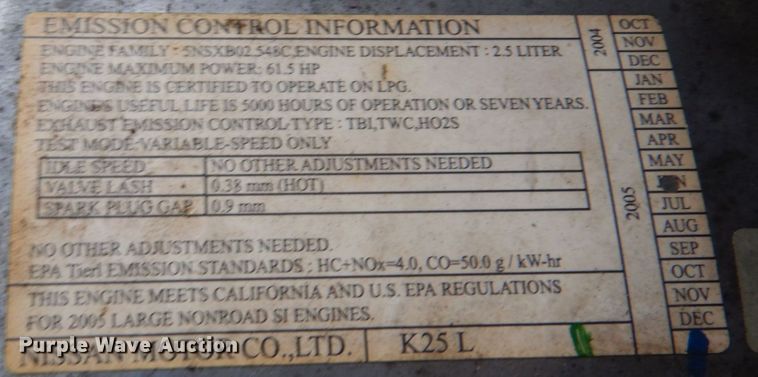 EMISSION CONTROL INFORMATION
ENGINE FAMILY : 5NSXB02.548C,ENGINE DISPLACEMENT : 2.5 LITER
ENGINE MAXIMUM POWER: 61.5 HP
THIS ENGINE IS CERTIFIED TO OPERATE ON LPG.
ENGINES USEFUL LIFE IS 5000 HOURS OF OPERATION OR SEVEN YEARS.
EXHAUST EMISSION CONTROL TYPE : TBI,TWC,HO2S
TEST MODE:VARIABLE-SPEED ONLY
IDLE SPEED NO OTHER ADJUSTMENTS NEEDED
VALVE LASH 0.38 mm (HOT)
SPARK PLUG GAP 0.9 mm
NO OTHER ADJUSTMENTS NEEDED.
EPA Tier1 EMISSION STANDARDS : HC+NOx=4.0, CO=50.0 g / kW-hr
THIS ENGINE MEETS CALIFORNIA AND U.S. EPA REGULATIONS
FOR 2005 LARGE NONROAD SI ENGINES.
NISSAN MOTOR CO.,LTD. K25 L
2004
OCT
NOV
DEC
2005
JAN
FEB
MAR
APR
MAY
JUN
JUL
AUG
SEP
OCT
NOV
DEC
Purple Wave Auction